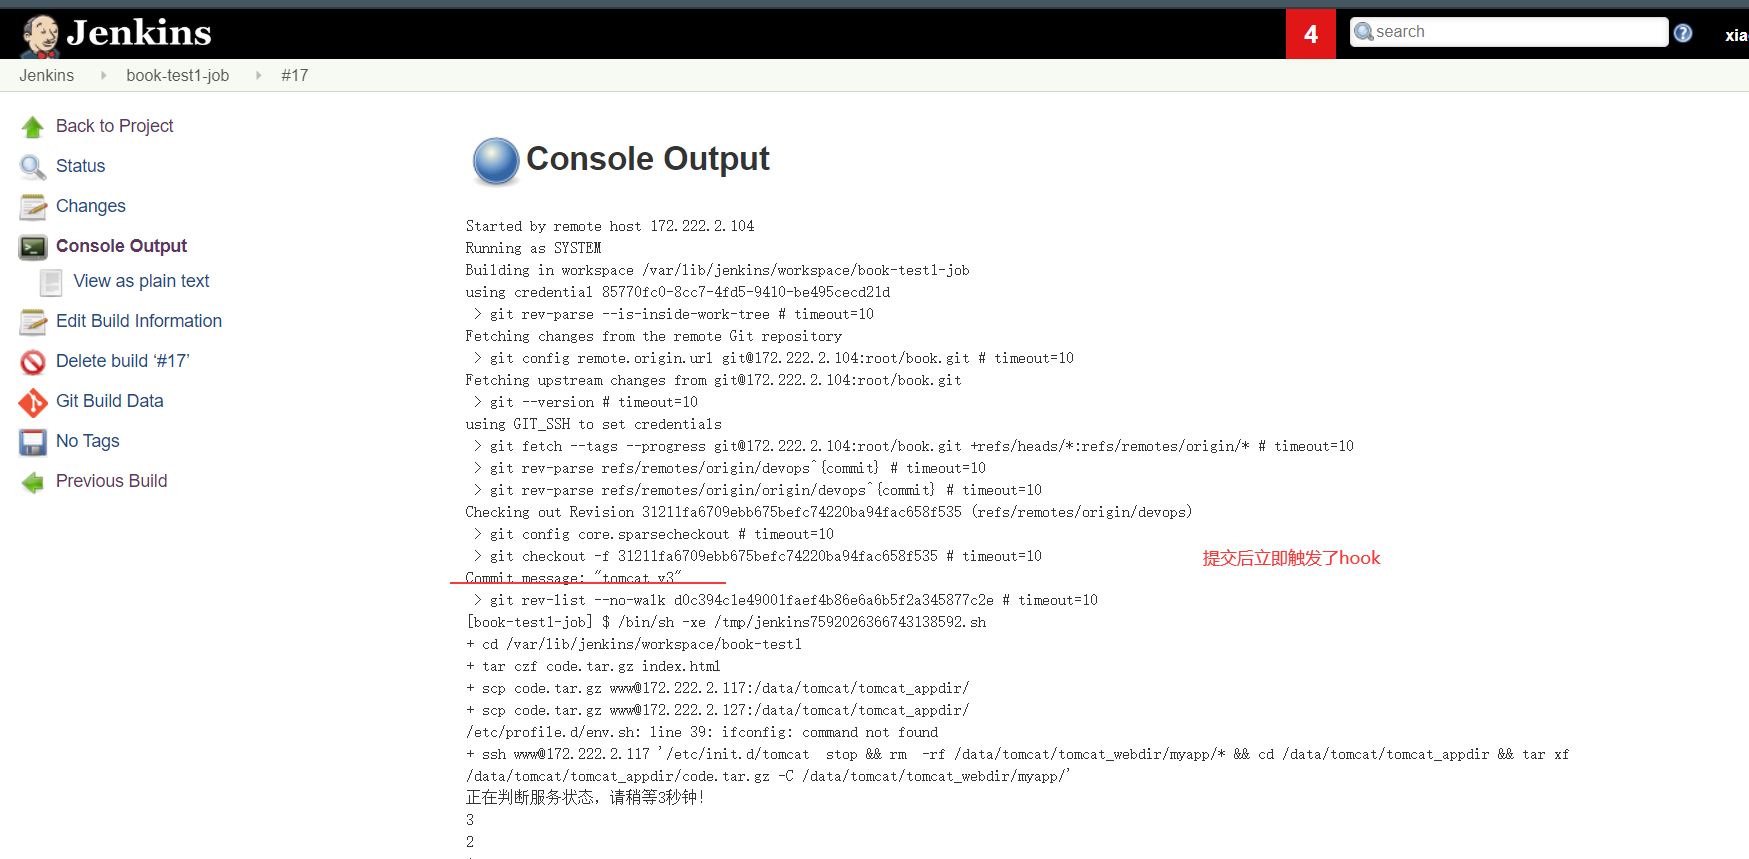 Jenkins
4
search
xia
Jenkins
book-test1-job
#17
Back to Project
Status
Changes
Console Output
View as plain text
Edit Build Information
Delete build ‘#17’
Git Build Data
No Tags
Previous Build
Console Output
Started by remote host 172.222.2.104
Running as SYSTEM
Building in workspace /var/lib/jenkins/workspace/book-test1-job
using credential 85770fc0-8cc7-4fd5-9410-be495cecd21d
> git rev-parse --is-inside-work-tree # timeout=10
Fetching changes from the remote Git repository
> git config remote.origin.url git@172.222.2.104:root/book.git # timeout=10
Fetching upstream changes from git@172.222.2.104:root/book.git
> git --version # timeout=10
using GIT_SSH to set credentials
> git fetch --tags --progress git@172.222.2.104:root/book.git +refs/heads/*:refs/remotes/origin/* # timeout=10
> git rev-parse refs/remotes/origin/devops^{commit} # timeout=10
> git rev-parse refs/remotes/origin/origin/devops^{commit} # timeout=10
Checking out Revision 31211fa6709ebb675befc74220ba94fac658f535 (refs/remotes/origin/devops)
> git config core.sparsecheckout # timeout=10
> git checkout -f 31211fa6709ebb675befc74220ba94fac658f535 # timeout=10
提交后立即触发了hook
Commit message: "tomcat v3"
> git rev-list --no-walk d0c394c1e49001faef4b86e6a6b5f2a345877c2e # timeout=10
[book-test1-job] $ /bin/sh -xe /tmp/jenkins7592026366743138592.sh
+ cd /var/lib/jenkins/workspace/book-test1
+ tar czf code.tar.gz index.html
+ scp code.tar.gz www@172.222.2.117:/data/tomcat/tomcat_appdir/
+ scp code.tar.gz www@172.222.2.127:/data/tomcat/tomcat_appdir/
/etc/profile.d/env.sh: line 39: ifconfig: command not found
+ ssh www@172.222.2.117 '/etc/init.d/tomcat  stop && rm  -rf /data/tomcat/tomcat_webdir/myapp/* && cd /data/tomcat/tomcat_appdir && tar xf
/data/tomcat/tomcat_appdir/code.tar.gz -C /data/tomcat/tomcat_webdir/myapp/'
正在判断服务状态，请稍等3秒钟!
3
2